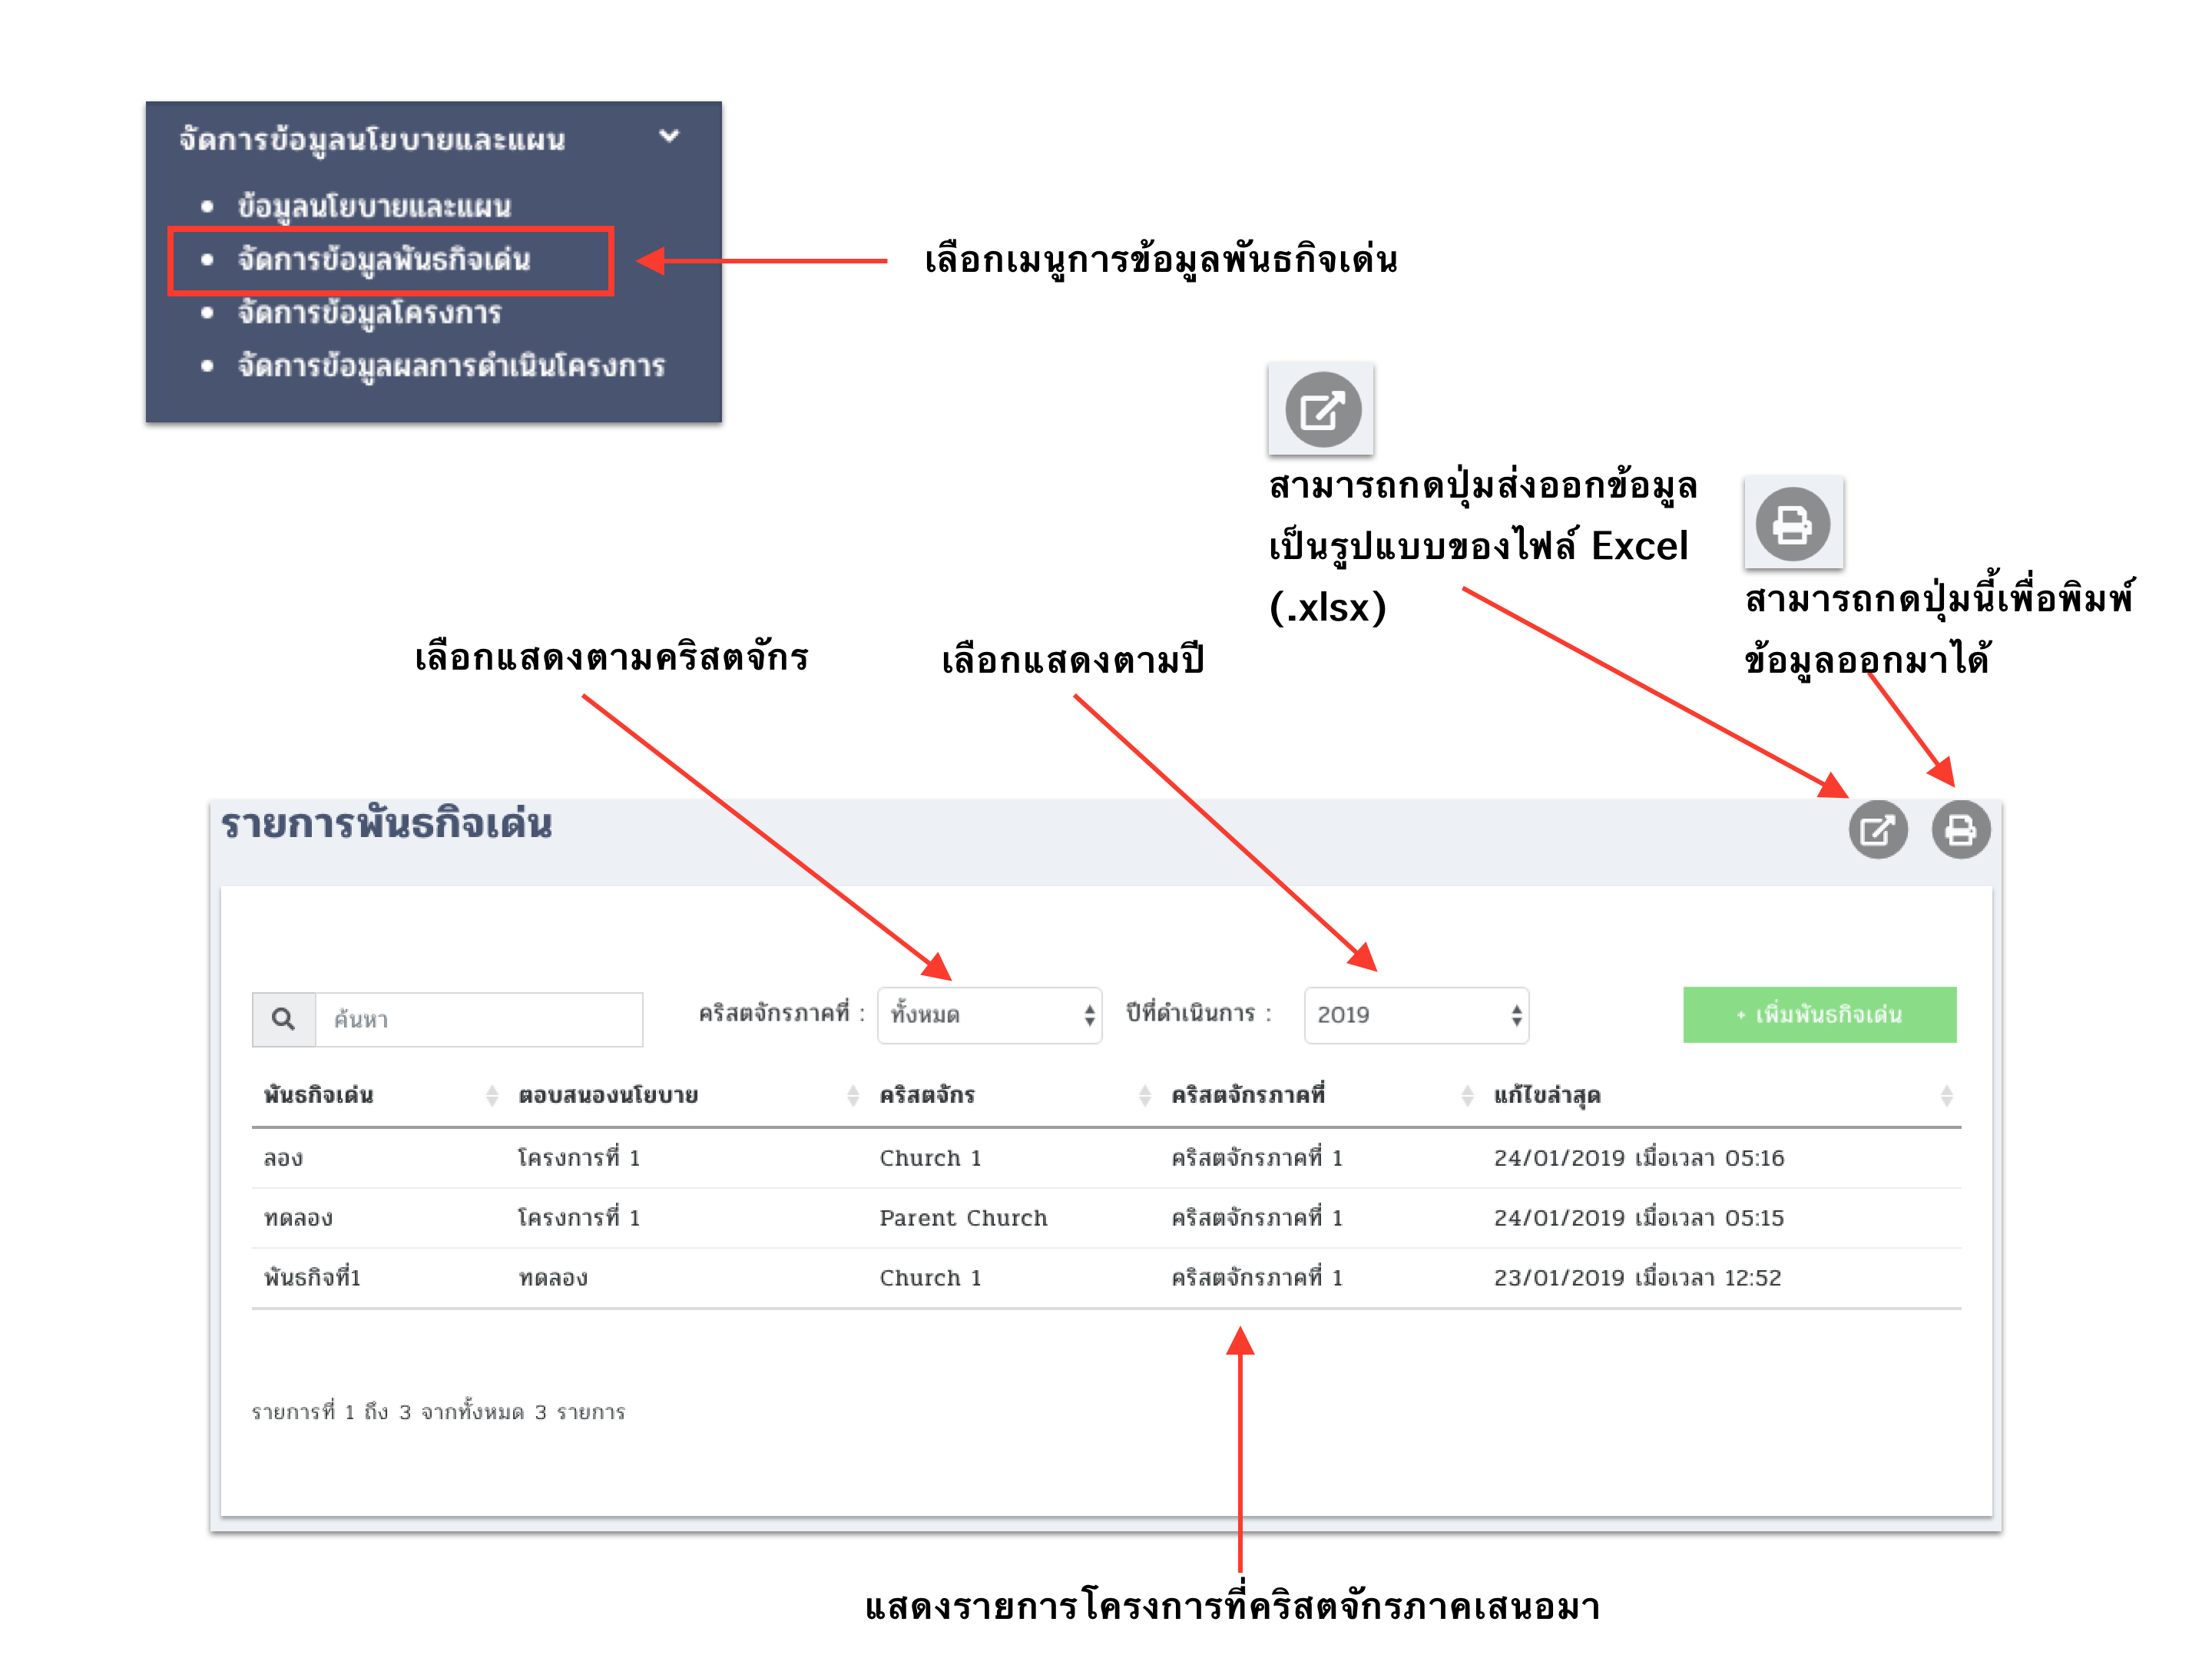 จัดการข้อมูลนโยบายและแผน
ข้อมูลนโยบายและแผน
จัดการข้อมูลพันธกิจเด่น
จัดการข้อมูลโครงการ
จัดการข้อมูลผลการดำเนินโครงการ
เลือกเมนูการข้อมูลพันธกิจเด่น
สามารถกดปุ่มส่งออกข้อมูล
เป็นรูปแบบของไฟล์ Excel
(.xlsx)
สามารถกดปุ่มนี้เพื่อพิมพ์
ข้อมูลออกมาได้
เลือกแสดงตามคริสตจักร
เลือกแสดงตามปี
รายการพันธกิจเด่น
ค้นหา คริสตจักรภาคที่ : ทั้งหมด ปีที่ดำเนินการ : 2019 + เพิ่มพันธกิจเด่น
พันธกิจเด่น ตอบสนองนโยบาย คริสตจักร คริสตจักรภาคที่ แก้ไขล่าสุด
ลอง โครงการที่ 1 Church 1 คริสตจักรภาคที่ 1 24/01/2019 เมื่อเวลา 05:16
ทดลอง โครงการที่ 1 Parent Church คริสตจักรภาคที่ 1 24/01/2019 เมื่อเวลา 05:15
พันธกิจที่1 ทดลอง Church 1 คริสตจักรภาคที่ 1 23/01/2019 เมื่อเวลา 12:52
รายการที่ 1 ถึง 3 จากทั้งหมด 3 รายการ
แสดงรายการโครงการที่คริสตจักรภาคเสนอมา